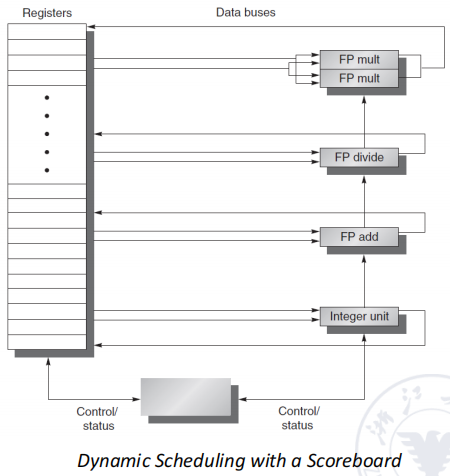 Registers
Data buses
FP mult
FP mult
FP divide
FP add
Integer unit
Control/
status
Control/
status
Dynamic Scheduling with a Scoreboard